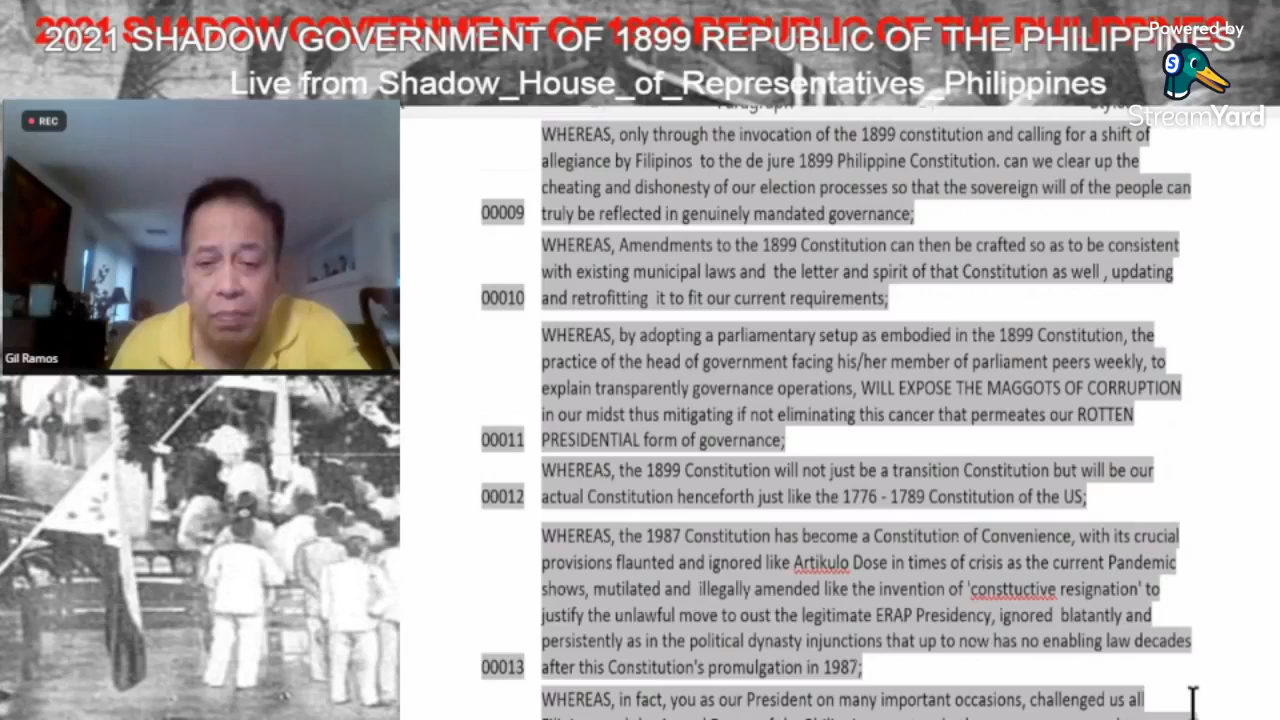 2021 SHADOW GOVERNMENT OF 1899 REPUBLIC OF THE PHILIPPINES
Powered by
Live from Shadow_House_of_Representatives_Philippines
StreamYard
REC
Gil Ramos
Paragraph
WHEREAS, only through the invocation of the 1899 constitution and calling for a shift of
allegiance by Filipinos to the de jure 1899 Philippine Constitution. can we clear up the
cheating and dishonesty of our election processes so that the sovereign will of the people can
00009 truly be reflected in genuinely mandated governance;
WHEREAS, Amendments to the 1899 Constitution can then be crafted so as to be consistent
with existing municipal laws and the letter and spirit of that Constitution as well , updating
00010 and retrofitting it to fit our current requirements;
WHEREAS, by adopting a parliamentary setup as embodied in the 1899 Constitution, the
practice of the head of government facing his/her member of parliament peers weekly, to
explain transparently governance operations, WILL EXPOSE THE MAGGOTS OF CORRUPTION
in our midst thus mitigating if not eliminating this cancer that permeates our ROTTEN
00011 PRESIDENTIAL form of governance;
WHEREAS, the 1899 Constitution will not just be a transition Constitution but will be our
00012 actual Constitution henceforth just like the 1776 - 1789 Constitution of the US;
WHEREAS, the 1987 Constitution has become a Constitution of Convenience, with its crucial
provisions flaunted and ignored like Artikulo Dose in times of crisis as the current Pandemic
shows, mutilated and illegally amended like the invention of 'consttuctive resignation' to
justify the unlawful move to oust the legitimate ERAP Presidency, ignored blatantly and
persistently as in the political dynasty injunctions that up to now has no enabling law decades
00013 after this Constitution's promulgation in 1987;
WHEREAS, in fact, you as our President on many important occasions, challenged us all